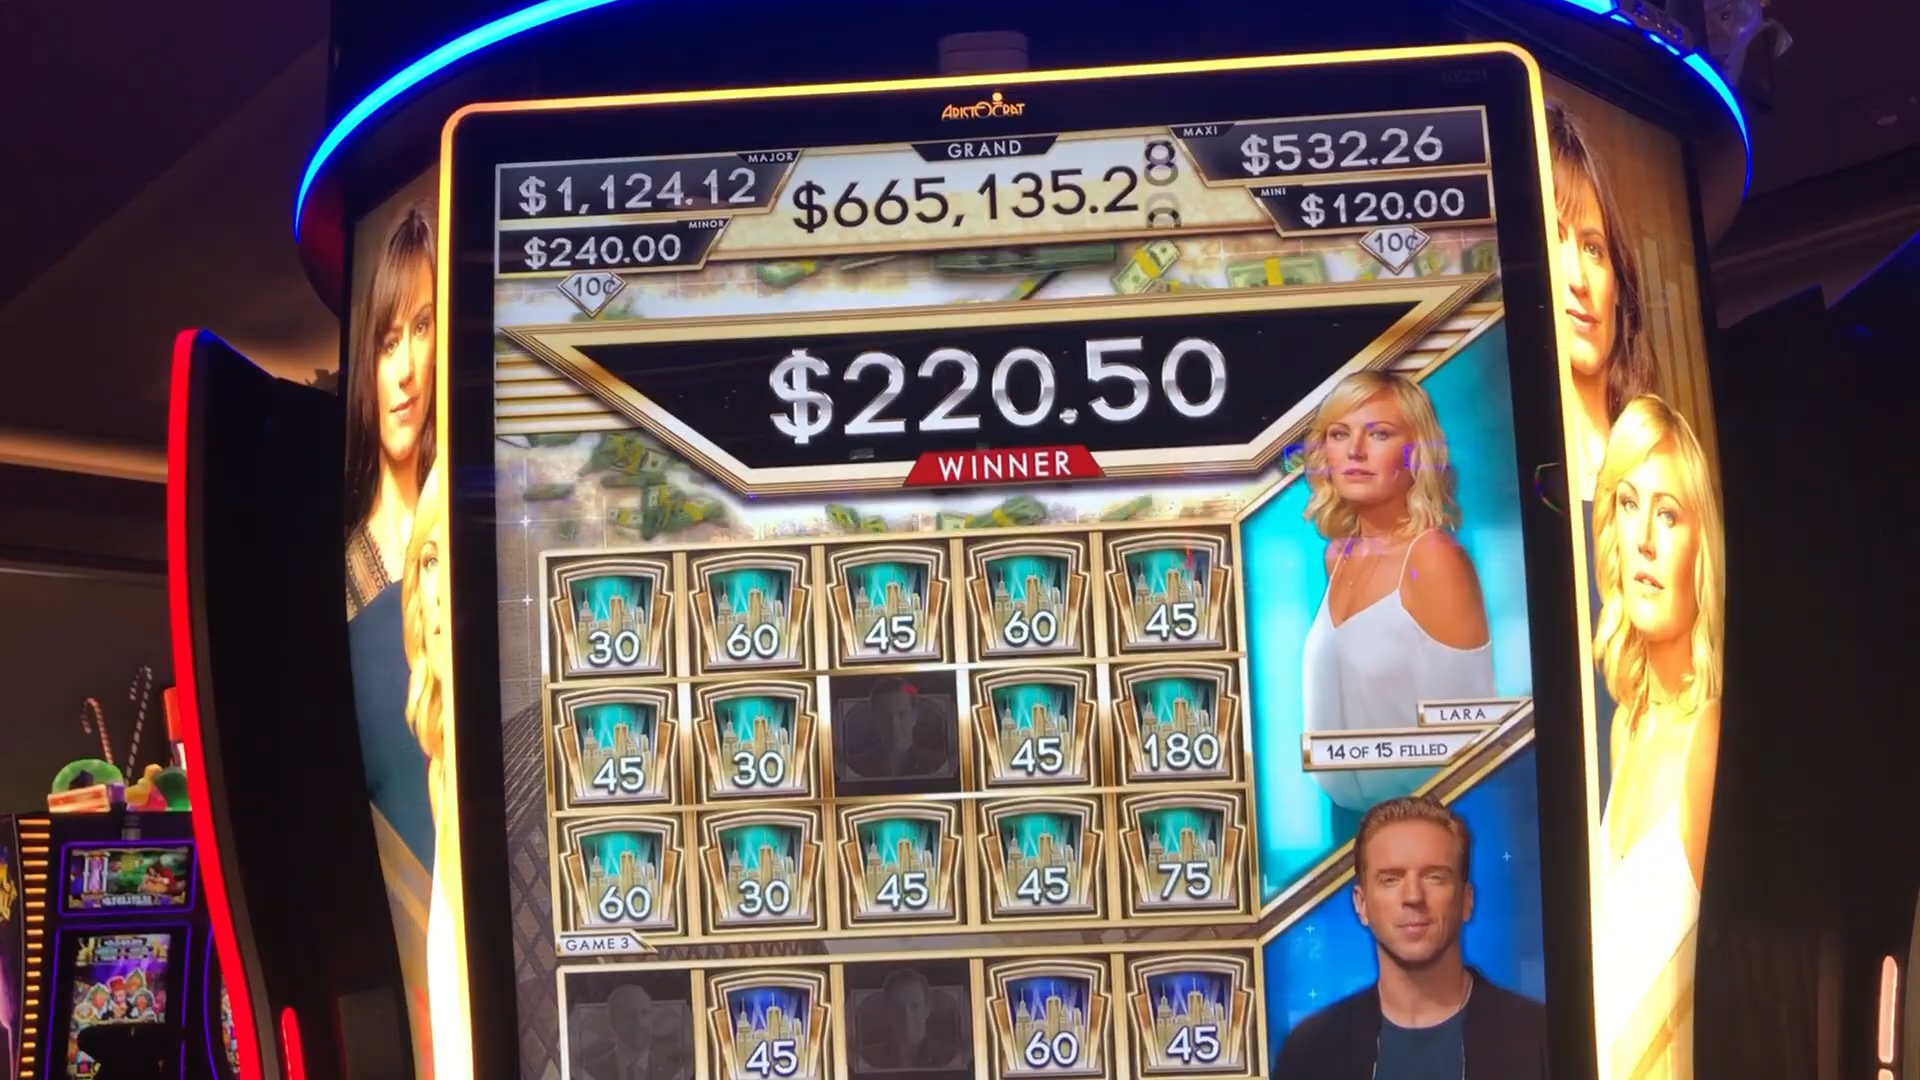 ARISTOCRAT
MAJOR
$1,124.12
GRAND
$665,135.28
MAXI
$532.26
MINOR
$240.00
MINI
$120.00
10¢
10¢
$220.50
WINNER
30 60 45 60 45
45 30 45 180
60 30 45 45 75
LARA
14 OF 15 FILLED
GAME 3
45 60 45